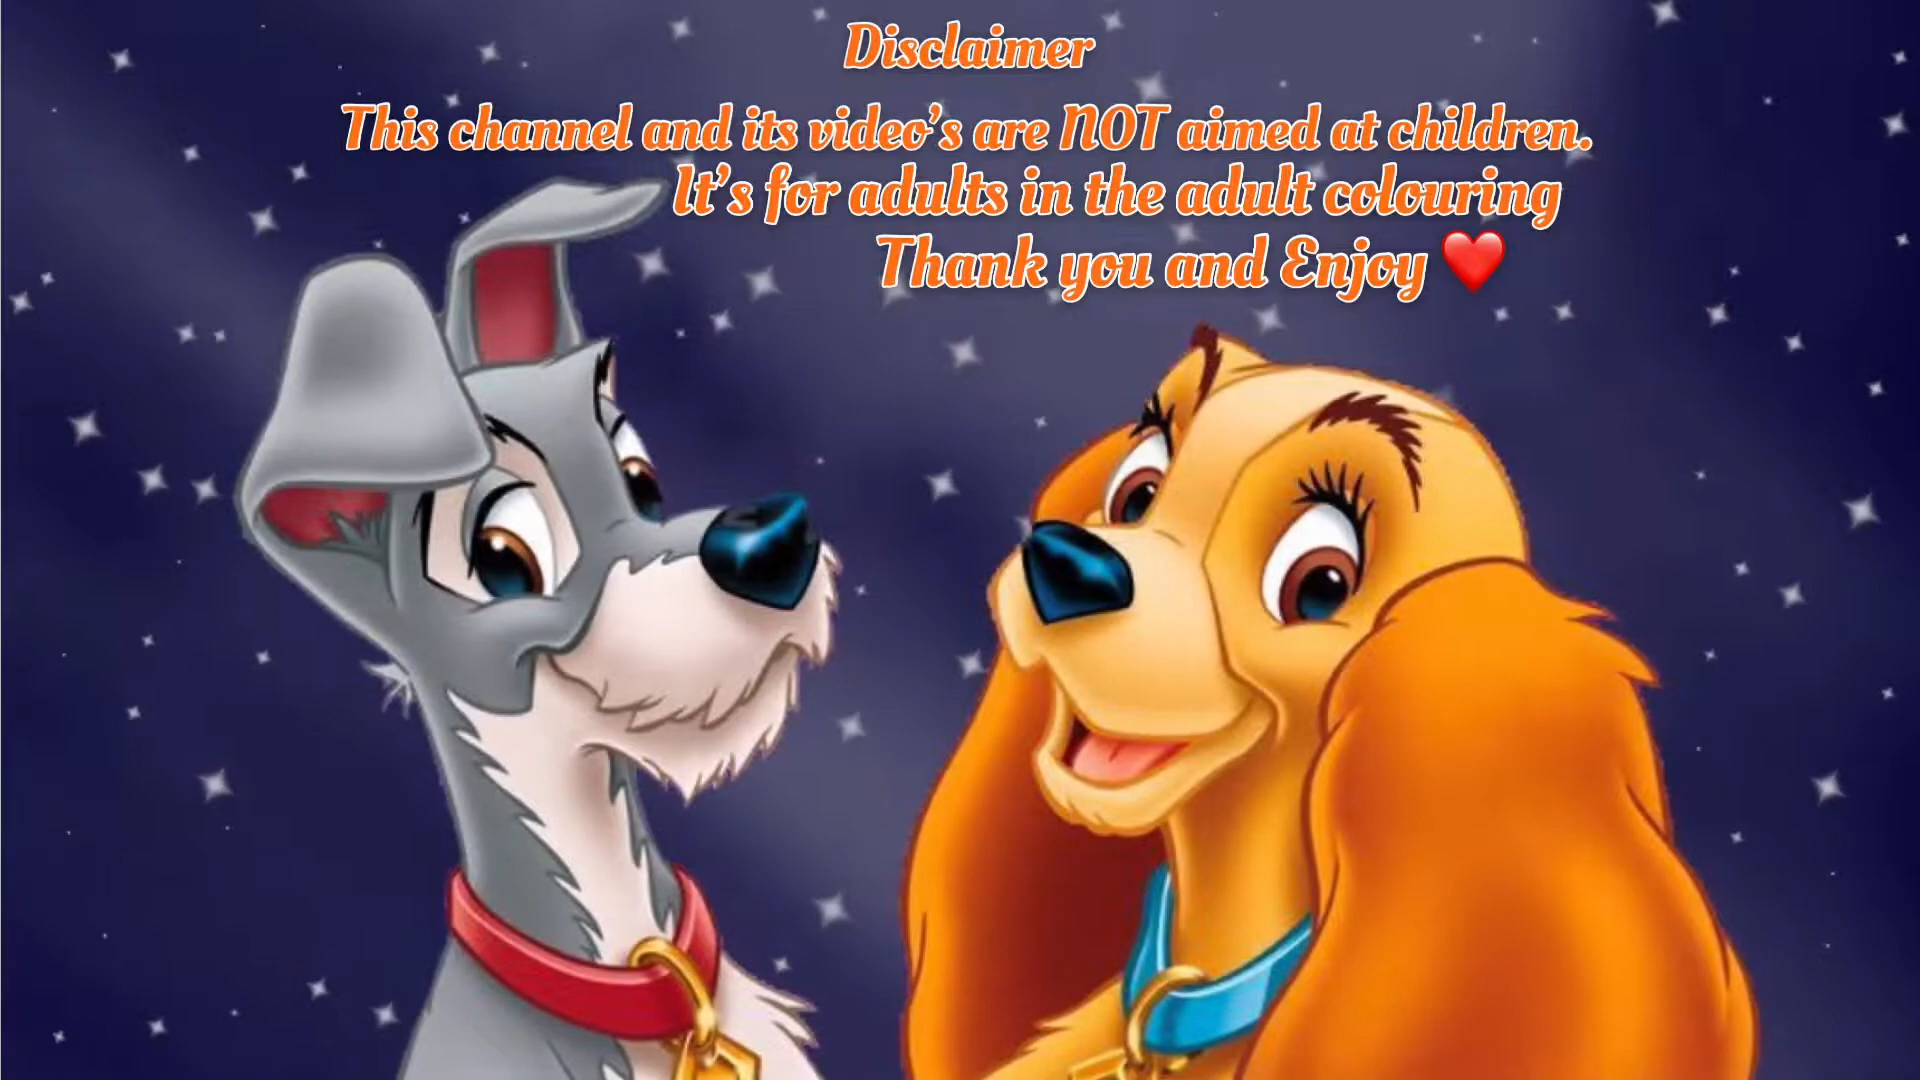 Disclaimer
This channel and its video’s are NOT aimed at children.
It’s for adults in the adult colouring
Thank you and Enjoy ❤️